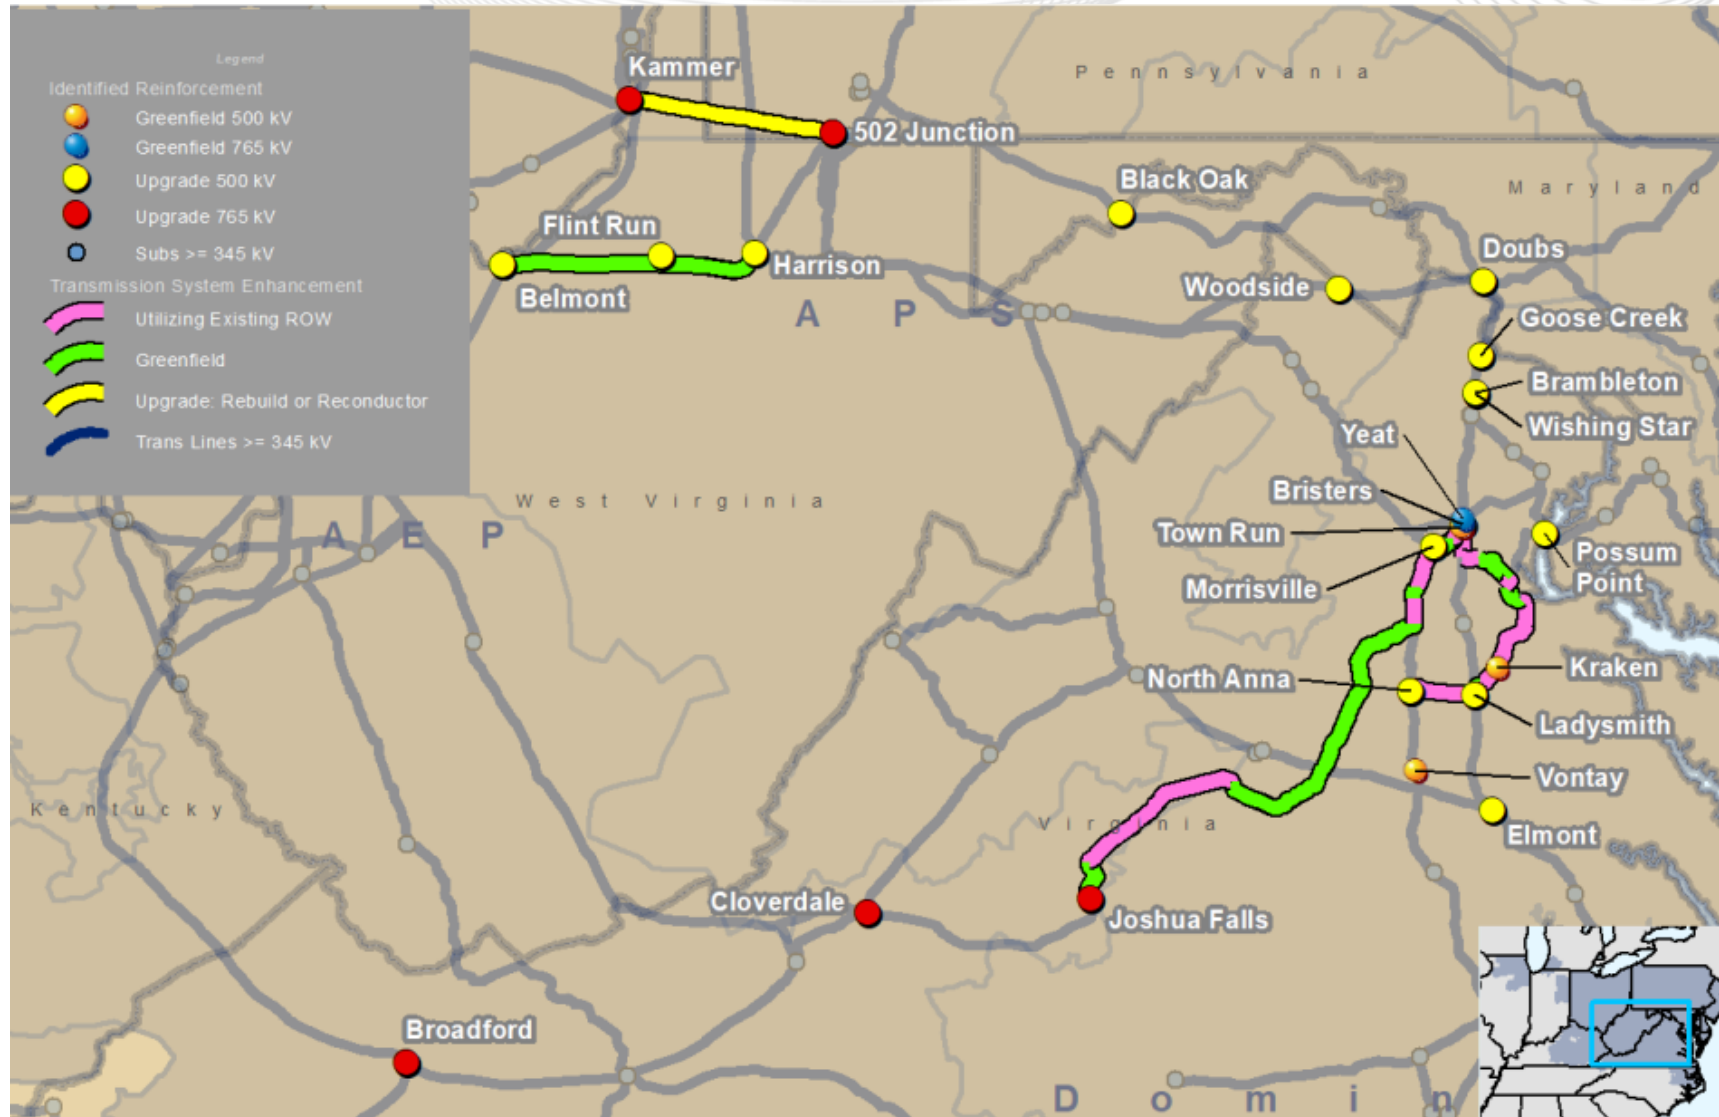 Legend
Identified Reinforcement
Greenfield 500 kV
Greenfield 765 kV
Upgrade 500 kV
Upgrade 765 kV
Subs >= 345 kV
Transmission System Enhancement
Utilizing Existing ROW
Greenfield
Upgrade: Rebuild or Reconductor
Trans Lines >= 345 kV
Kammer
Pennsylvania
502 Junction
Black Oak
Maryland
Flint Run
Doubs
Harrison
Woodside
Belmont
APS
Goose Creek
Brambleton
Wishing Star
Yeat
Bristers
West Virginia
AEP
Town Run
Possum
Point
Morrisville
Kraken
North Anna
Ladysmith
Vontay
Kentucky
Virginia
Elmont
Cloverdale
Joshua Falls
Broadford
Domin